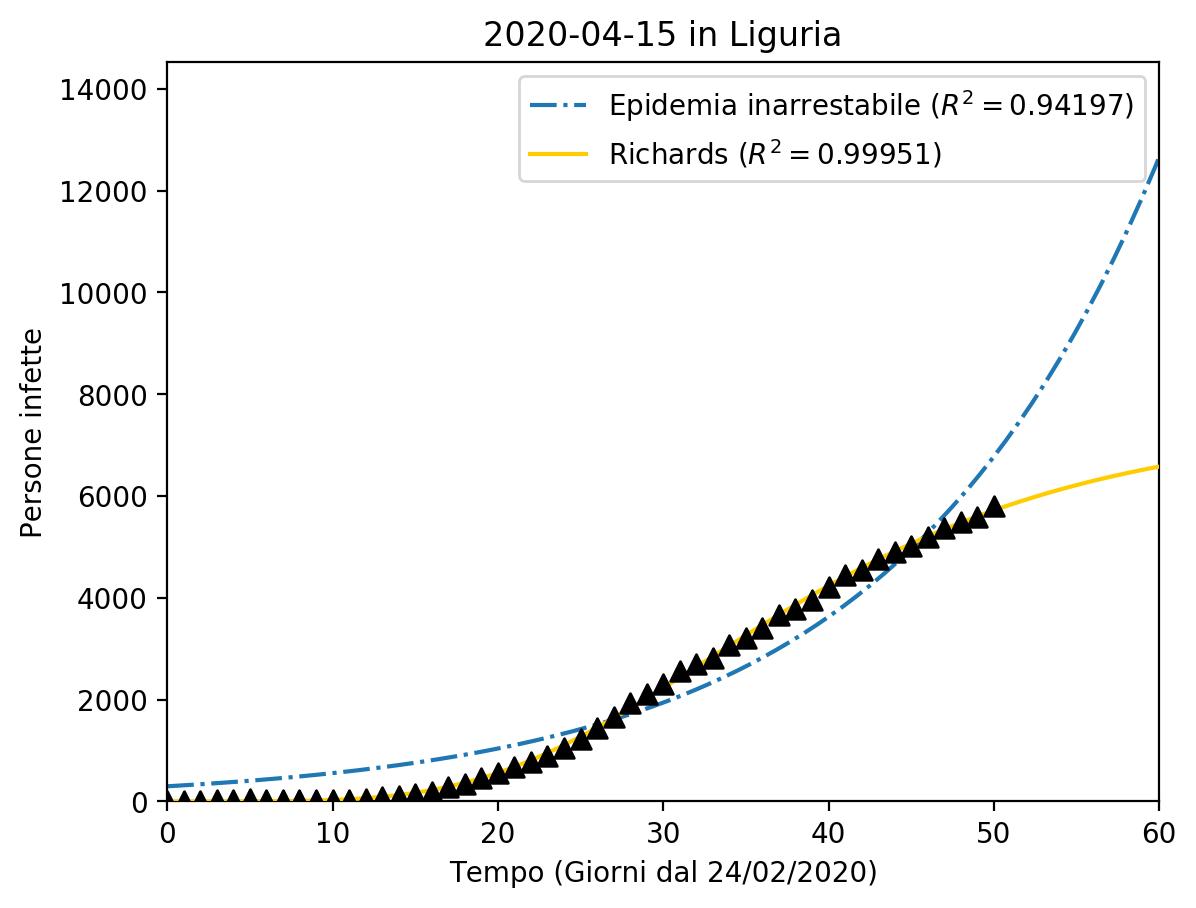 2020-04-15 in Liguria
Epidemia inarrestabile ($R^2 = 0.94197$)
Richards ($R^2 = 0.99951$)
14000
12000
10000
8000
6000
4000
2000
0
Persone infette
0 10 20 30 40 50 60
Tempo (Giorni dal 24/02/2020)